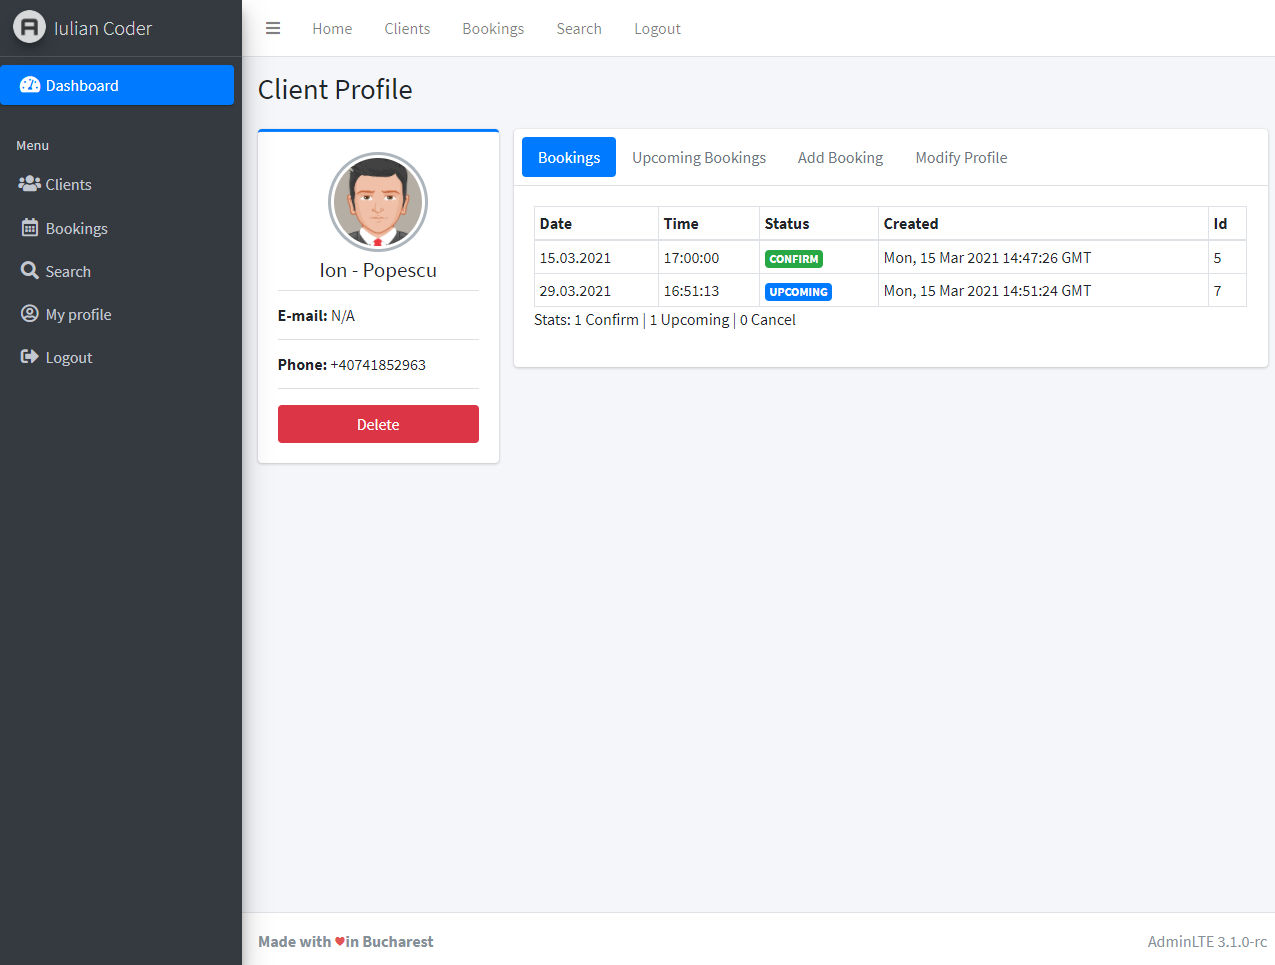 Iulian Coder
Home Clients Bookings Search Logout
Dashboard
Menu
Clients
Bookings
Search
My profile
Logout
Client Profile
Ion - Popescu
E-mail: N/A
Phone: +40741852963
Delete
Bookings Upcoming Bookings Add Booking Modify Profile
Date Time Status Created Id
15.03.2021 17:00:00 CONFIRM Mon, 15 Mar 2021 14:47:26 GMT 5
29.03.2021 16:51:13 UPCOMING Mon, 15 Mar 2021 14:51:24 GMT 7
Stats: 1 Confirm | 1 Upcoming | 0 Cancel
Made with ❤in Bucharest
AdminLTE 3.1.0-rc